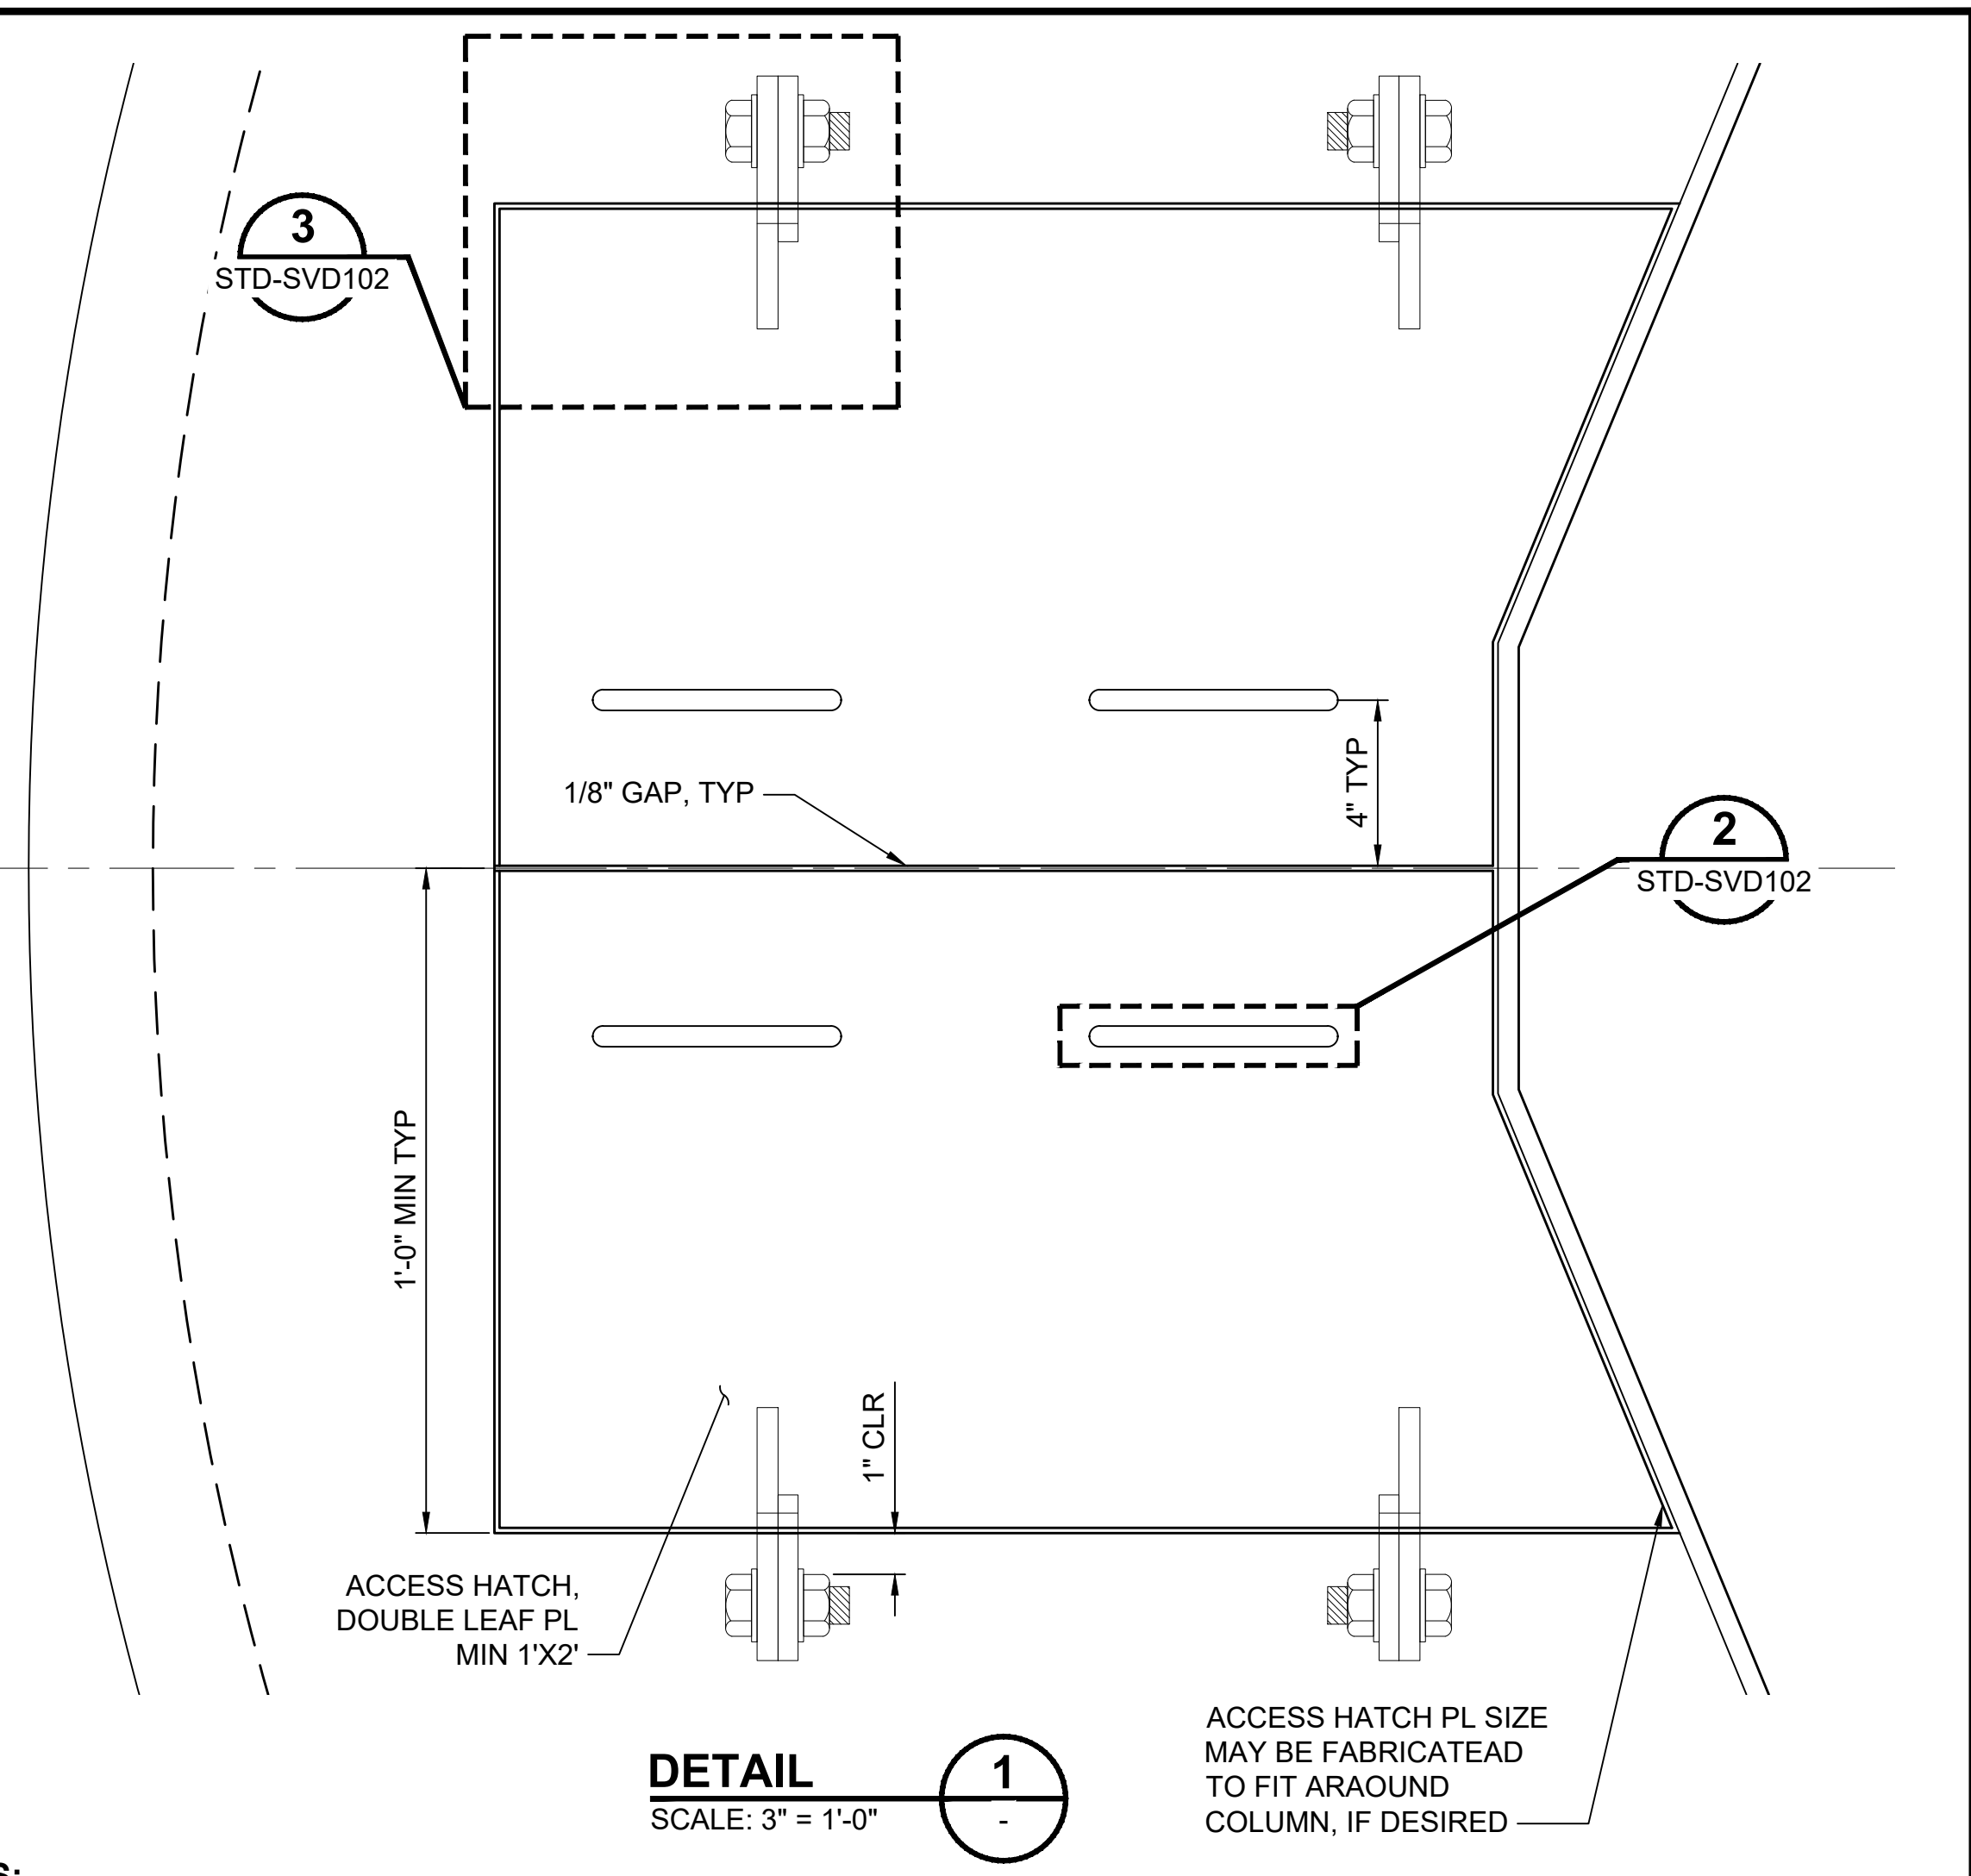 3
STD-SVD102
1/8" GAP, TYP
4" TYP
2
STD-SVD102
1'-0" MIN TYP
1" CLR
ACCESS HATCH,
DOUBLE LEAF PL
MIN 1'X2'
ACCESS HATCH PL SIZE
MAY BE FABRICATEAD
TO FIT ARAOUND
COLUMN, IF DESIRED
DETAIL
1
SCALE: 3" = 1'-0"
-